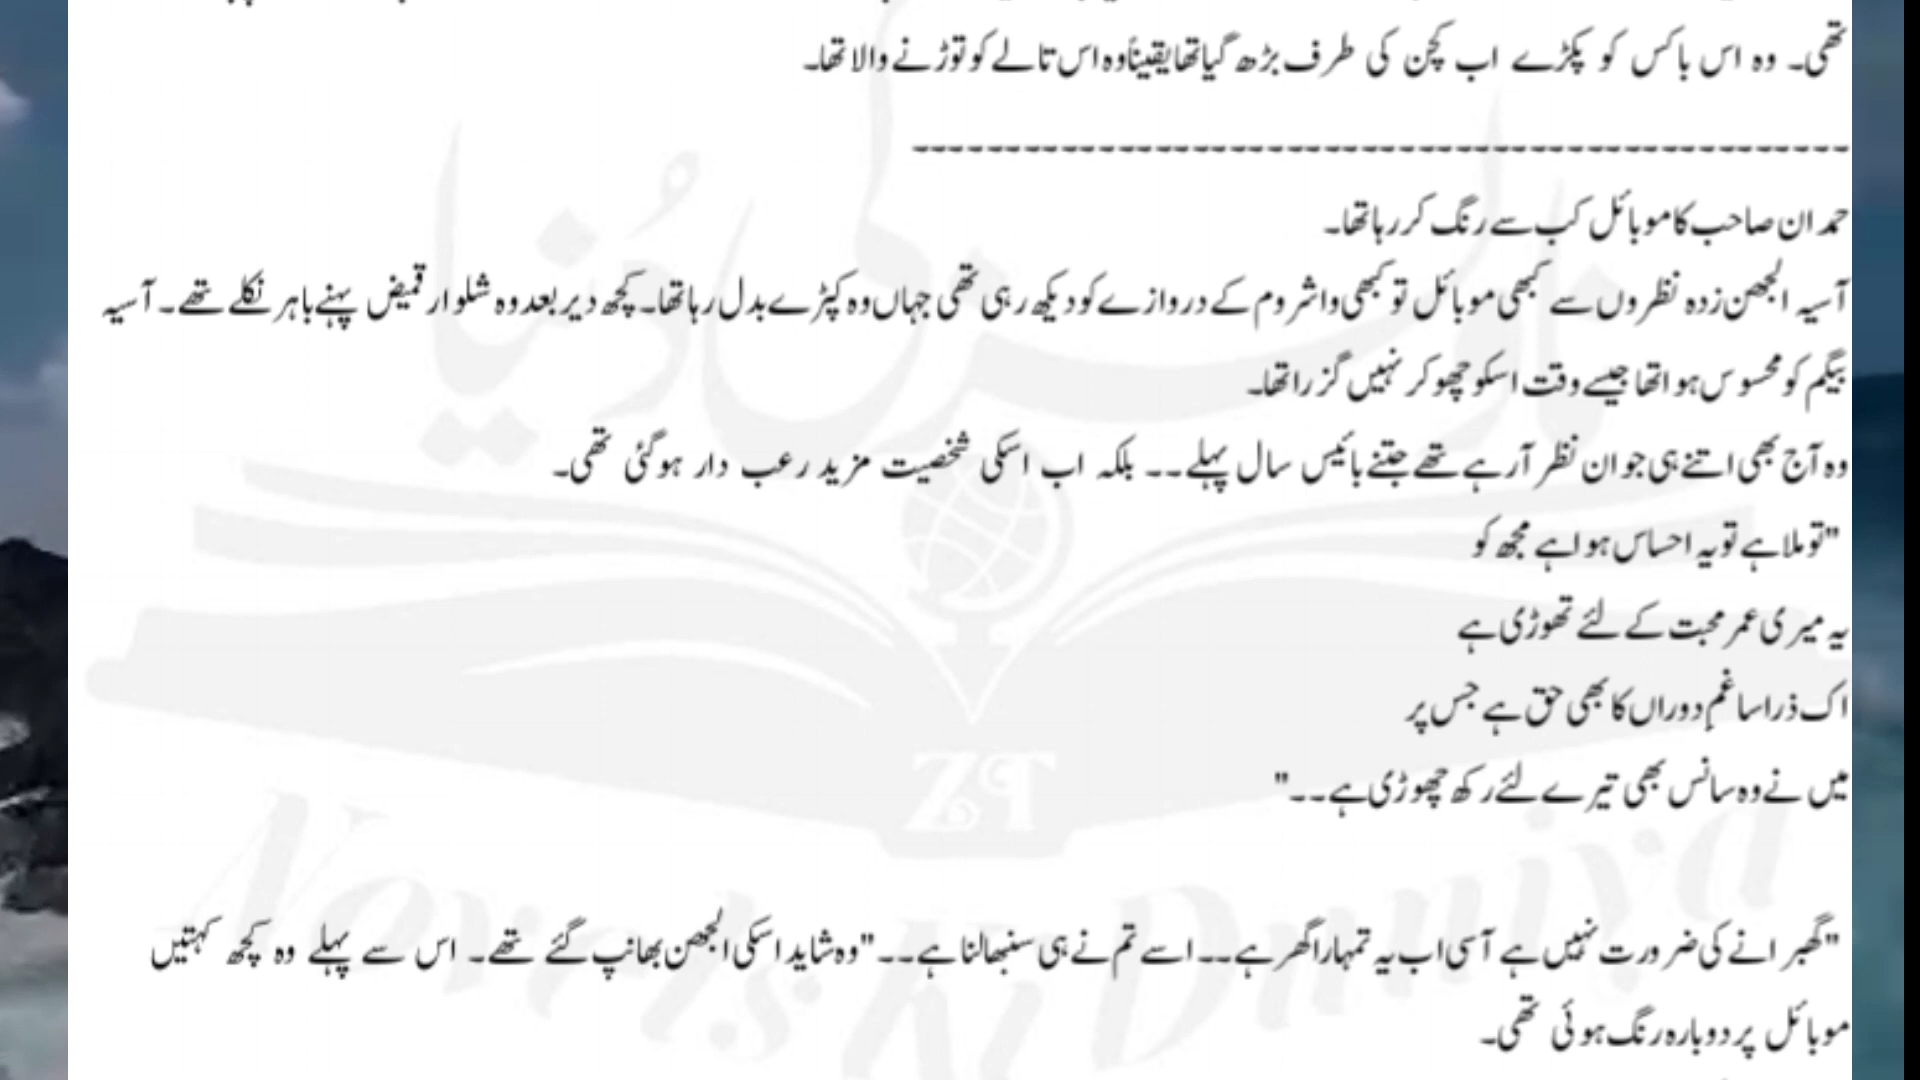 تھی۔ وہ اس باکس کو پکڑے اب کچن کی طرف بڑھ گیا تھا یقیناً وہ اس تالے کو توڑنے والا تھا۔
---------------------------------------------------
حمدان صاحب کا موبائل کب سے رنگ کر رہا تھا۔
آسیہ الجھن زدہ نظروں سے کبھی موبائل تو کبھی واشروم کے دروازے کو دیکھ رہی تھی جہاں وہ کپڑے بدل رہا تھا۔ کچھ دیر بعد وہ شلوار قمیض پہنے باہر نکلے تھے۔ آسیہ
بیگم کو محسوس ہوا تھا جیسے وقت اسکو چھو کر نہیں گزرا تھا۔
وہ آج بھی اتنے ہی جوان نظر آرہے تھے جتنے بائیس سال پہلے۔۔ بلکہ اب اسکی شخصیت مزید رعب دار ہوگئی تھی۔
"تو ملا ہے تو یہ احساس ہوا ہے مجھ کو
یہ میری عمر محبت کے لئے تھوڑی ہے
اک ذرا سا غمِ دوراں کا بھی حق ہے جس پر
میں نے وہ سانس بھی تیرے لئے رکھ چھوڑی ہے۔۔"
"گھبرانے کی ضرورت نہیں ہے آسی اب یہ تمہارا گھر ہے۔۔ اسے تم نے ہی سنبھالنا ہے۔۔" وہ شاید اسکی الجھن بھانپ گئے تھے۔ اس سے پہلے وہ کچھ کہتیں
موبائل پر دوبارہ رنگ ہوئی تھی۔
ناولز کی دُنیا
ZT
Novels Ki Duniya